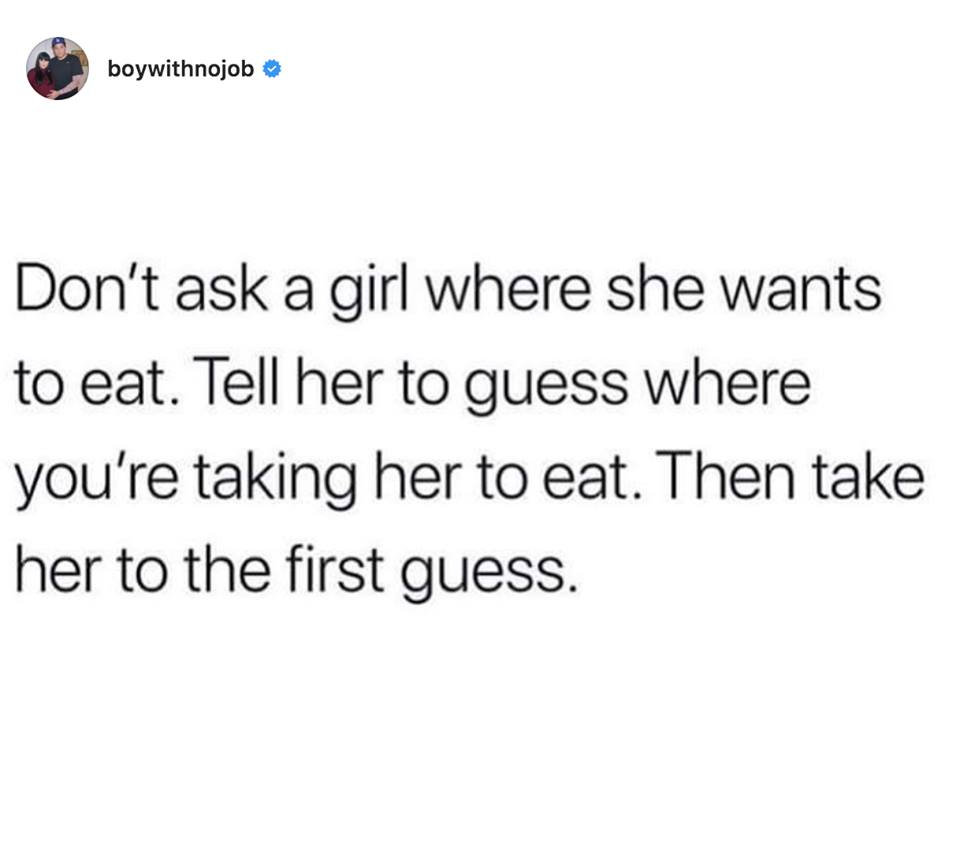 boywithnojob
Don't ask a girl where she wants
to eat. Tell her to guess where
you're taking her to eat. Then take
her to the first guess.